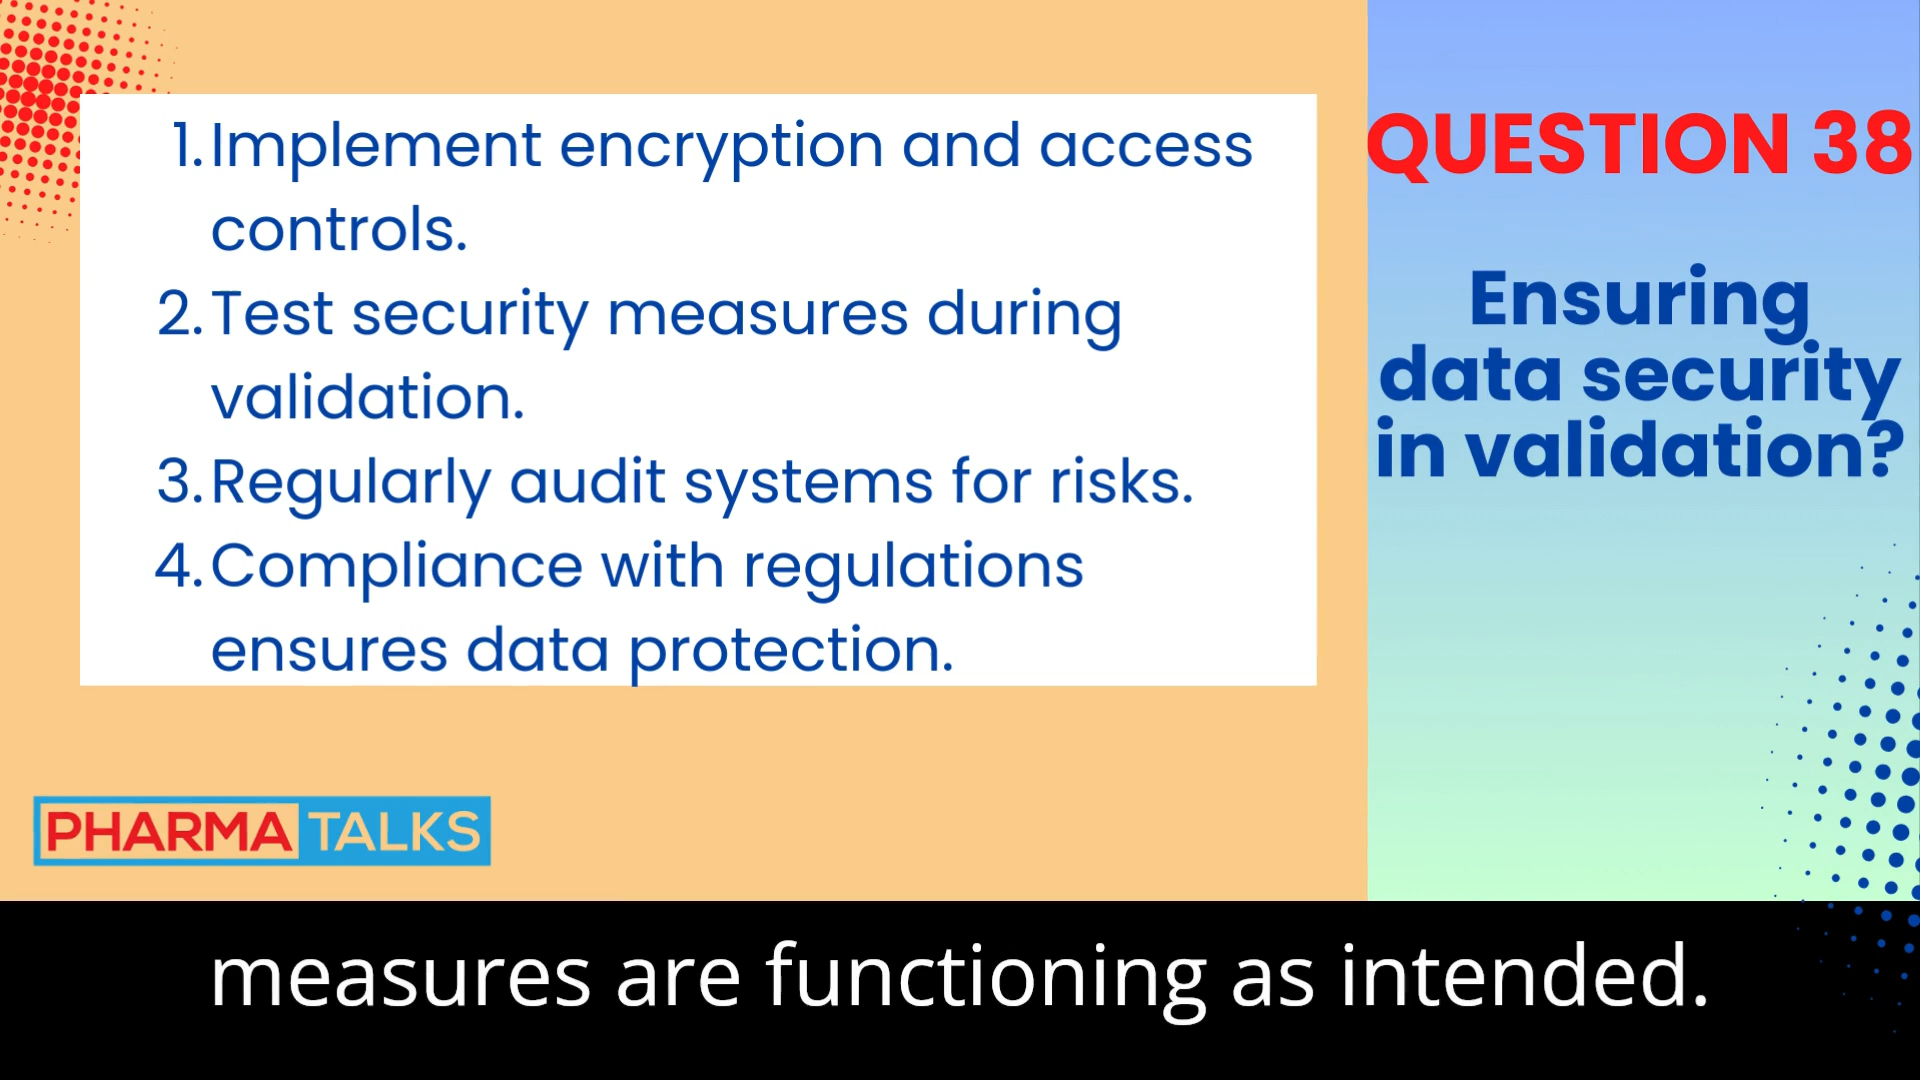 1. Implement encryption and access
controls.
2. Test security measures during
validation.
3. Regularly audit systems for risks.
4. Compliance with regulations
ensures data protection.
QUESTION 38
Ensuring
data security
in validation?
PHARMA TALKS
measures are functioning as intended.